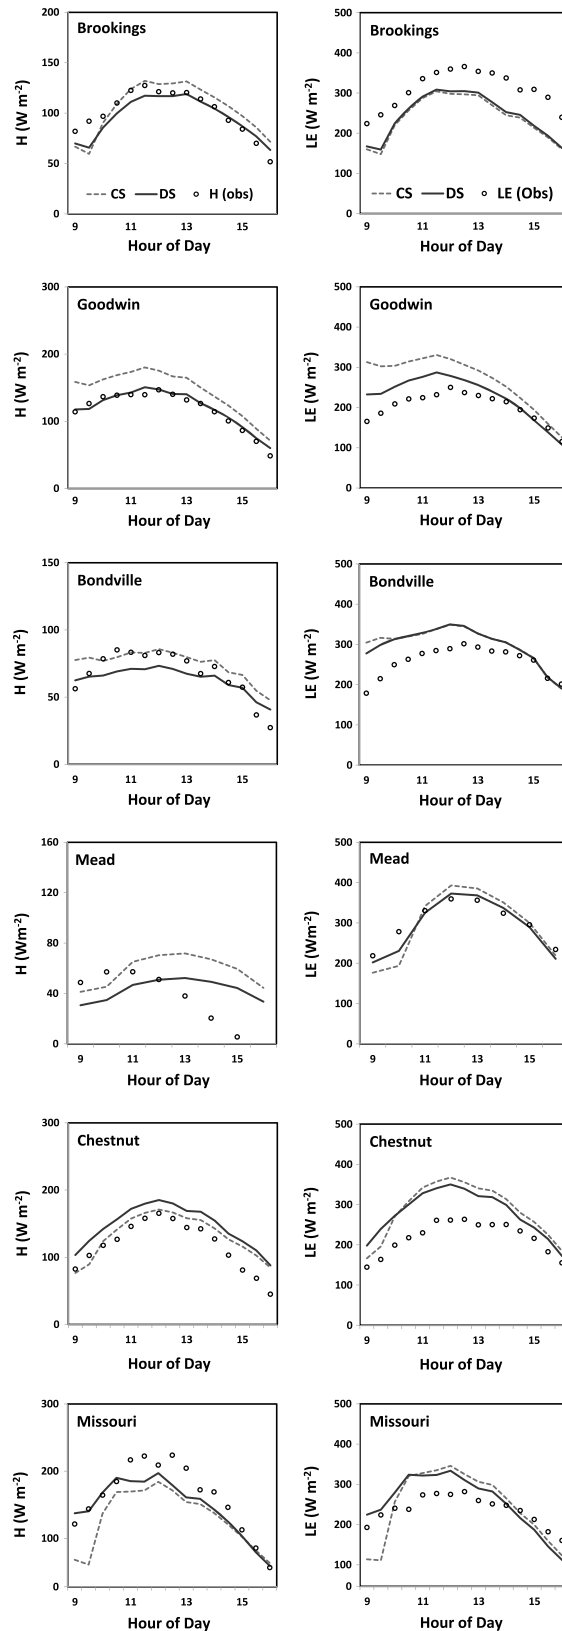 Brookings
H (W m-2)
200
150
100
50
0
CS DS H (obs)
9 11 13 15
Hour of Day
Brookings
LE (W m-2)
500
400
300
200
100
0
CS DS LE (Obs)
9 11 13 15
Hour of Day
Goodwin
H (W m-2)
300
200
100
0
9 11 13 15
Hour of Day
Goodwin
LE (W m-2)
500
400
300
200
100
0
9 11 13 15
Hour of Day
Bondville
H (W m-2)
150
100
50
0
9 11 13 15
Hour of Day
Bondville
LE (W m-2)
500
400
300
200
100
0
9 11 13 15
Hour of Day
Mead
H (Wm-2)
160
120
80
40
0
9 11 13 15
Hour of Day
Mead
LE (Wm-2)
500
400
300
200
100
0
9 11 13 15
Hour of Day
Chestnut
H (W m-2)
300
200
100
0
9 11 13 15
Hour of Day
Chestnut
LE (W m-2)
500
400
300
200
100
0
9 11 13 15
Hour of Day
Missouri
H (W m-2)
300
200
100
0
9 11 13 15
Hour of Day
Missouri
LE (W m-2)
500
400
300
200
100
0
9 11 13 15
Hour of Day